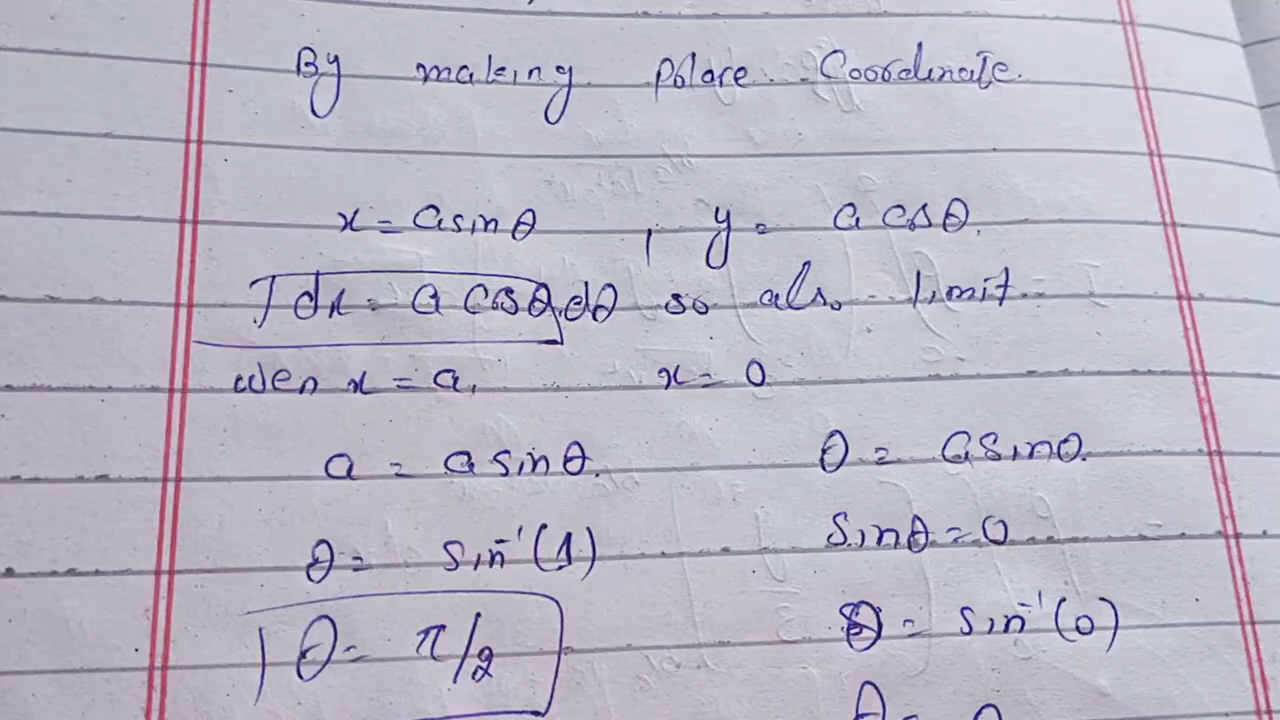 By making Polare Coordinate.
x = a sin θ , y = a cos θ.
dx = a cos θ.dθ so also limit
wen x = a, x = 0
a = a sin θ. θ = a sin θ.
θ = sin⁻¹(1) sin θ = 0
θ = π/2 θ = sin⁻¹(0)
θ = 0